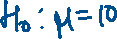 H₀ : μ = 10